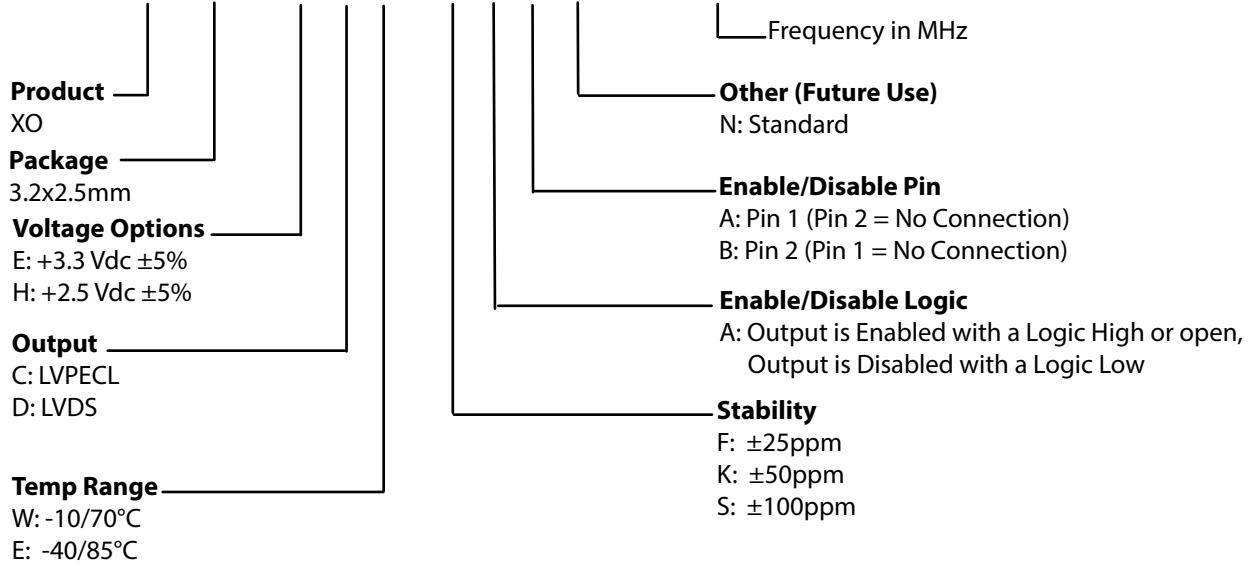 Product
XO
Package
3.2x2.5mm
Voltage Options
E: +3.3 Vdc ±5%
H: +2.5 Vdc ±5%
Output
C: LVPECL
D: LVDS
Temp Range
W: -10/70°C
E: -40/85°C
Frequency in MHz
Other (Future Use)
N: Standard
Enable/Disable Pin
A: Pin 1 (Pin 2 = No Connection)
B: Pin 2 (Pin 1 = No Connection)
Enable/Disable Logic
A: Output is Enabled with a Logic High or open,
Output is Disabled with a Logic Low
Stability
F: ±25ppm
K: ±50ppm
S: ±100ppm